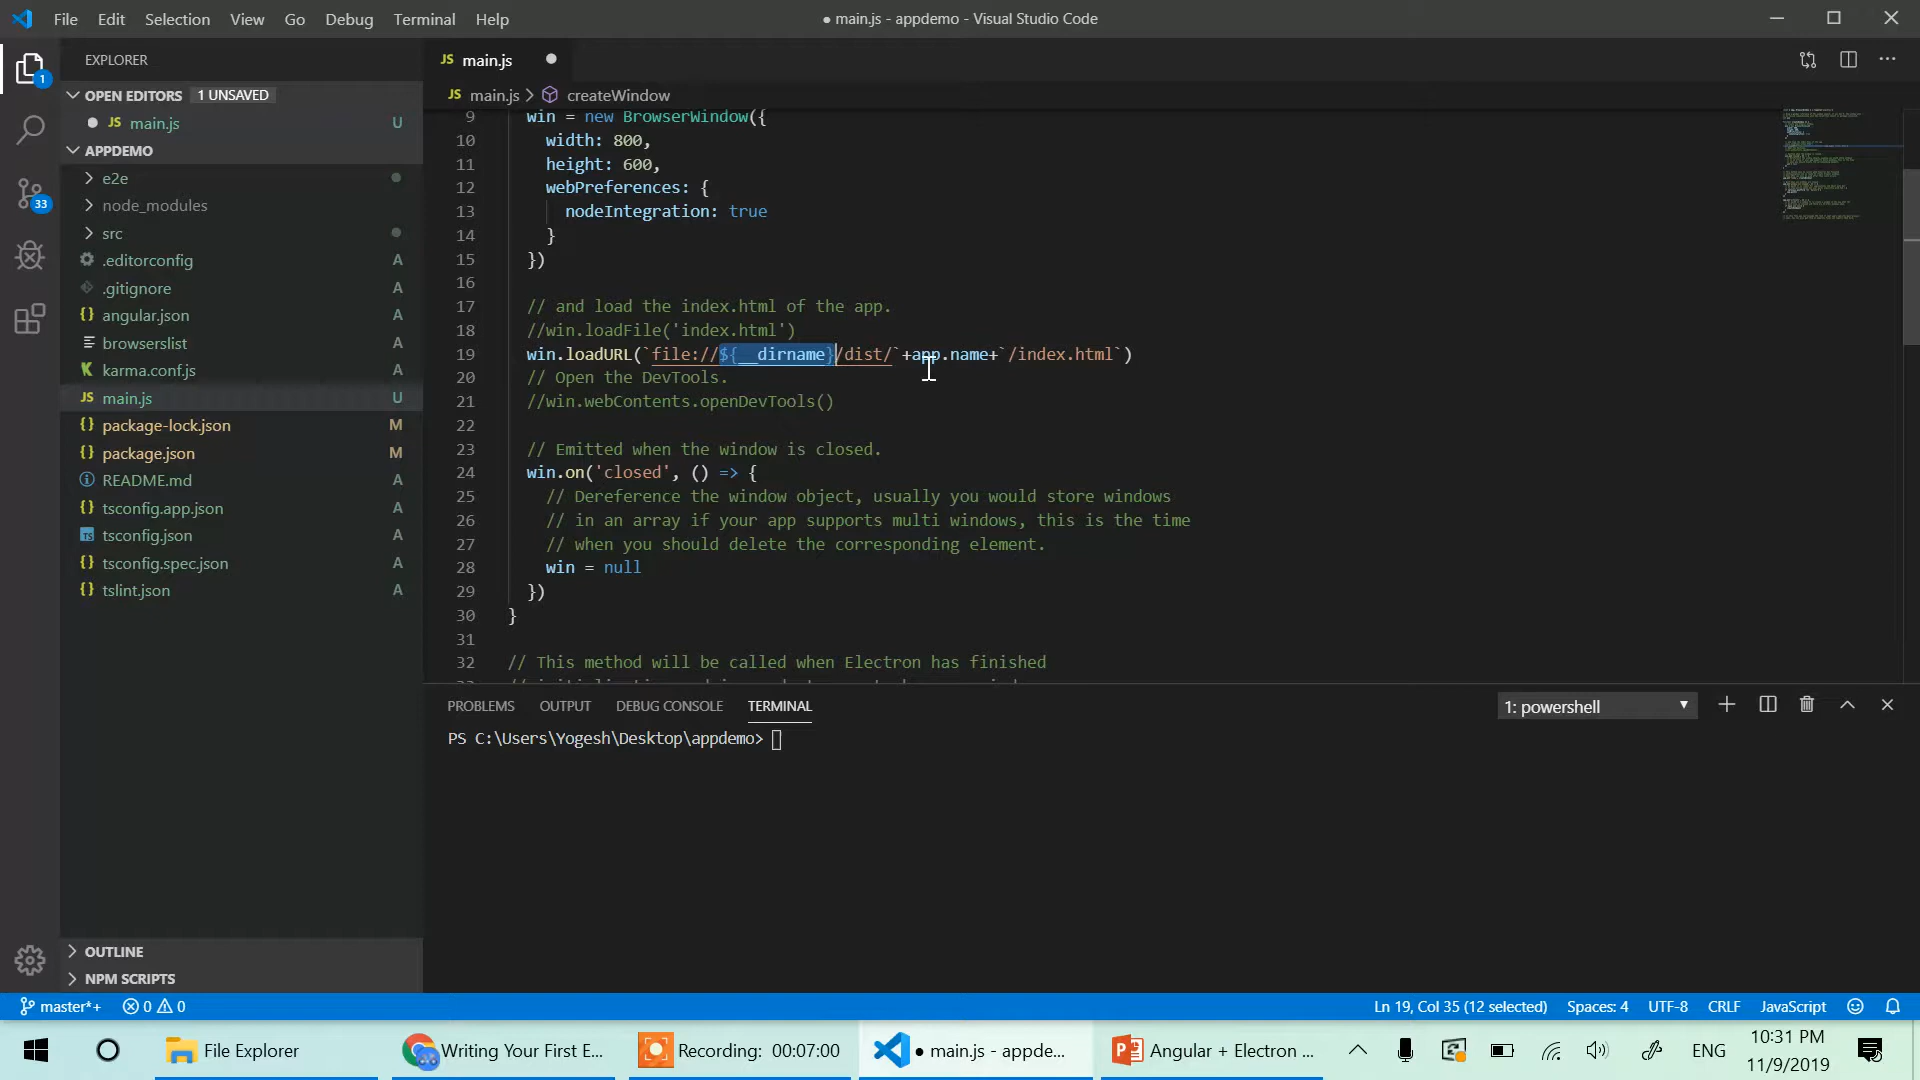 File Edit Selection View Go Debug Terminal Help
● main.js - appdemo - Visual Studio Code
EXPLORER
OPEN EDITORS 1 UNSAVED
JS main.js U
APPDEMO
e2e
node_modules
src
.editorconfig A
.gitignore A
angular.json A
browserslist A
karma.conf.js A
JS main.js U
{} package-lock.json M
{} package.json M
README.md A
{} tsconfig.app.json A
tsconfig.json A
{} tsconfig.spec.json A
{} tslint.json A
OUTLINE
NPM SCRIPTS
1
33
JS main.js
JS main.js > createWindow
9 win = new BrowserWindow({
10 width: 800,
11 height: 600,
12 webPreferences: {
13 nodeIntegration: true
14 }
15 })
16
17 // and load the index.html of the app.
18 //win.loadFile('index.html')
19 win.loadURL(`file://${__dirname}/dist/`+app.name+`/index.html`)
20 // Open the DevTools.
21 //win.webContents.openDevTools()
22
23 // Emitted when the window is closed.
24 win.on('closed', () => {
25 // Dereference the window object, usually you would store windows
26 // in an array if your app supports multi windows, this is the time
27 // when you should delete the corresponding element.
28 win = null
29 })
30 }
31
32 // This method will be called when Electron has finished
PROBLEMS OUTPUT DEBUG CONSOLE TERMINAL
1: powershell
PS C:\Users\Yogesh\Desktop\appdemo>
master*+ 0 0
Ln 19, Col 35 (12 selected) Spaces: 4 UTF-8 CRLF JavaScript
File Explorer
Writing Your First E...
Recording: 00:07:00
● main.js - appde...
Angular + Electron ...
ENG
10:31 PM
11/9/2019